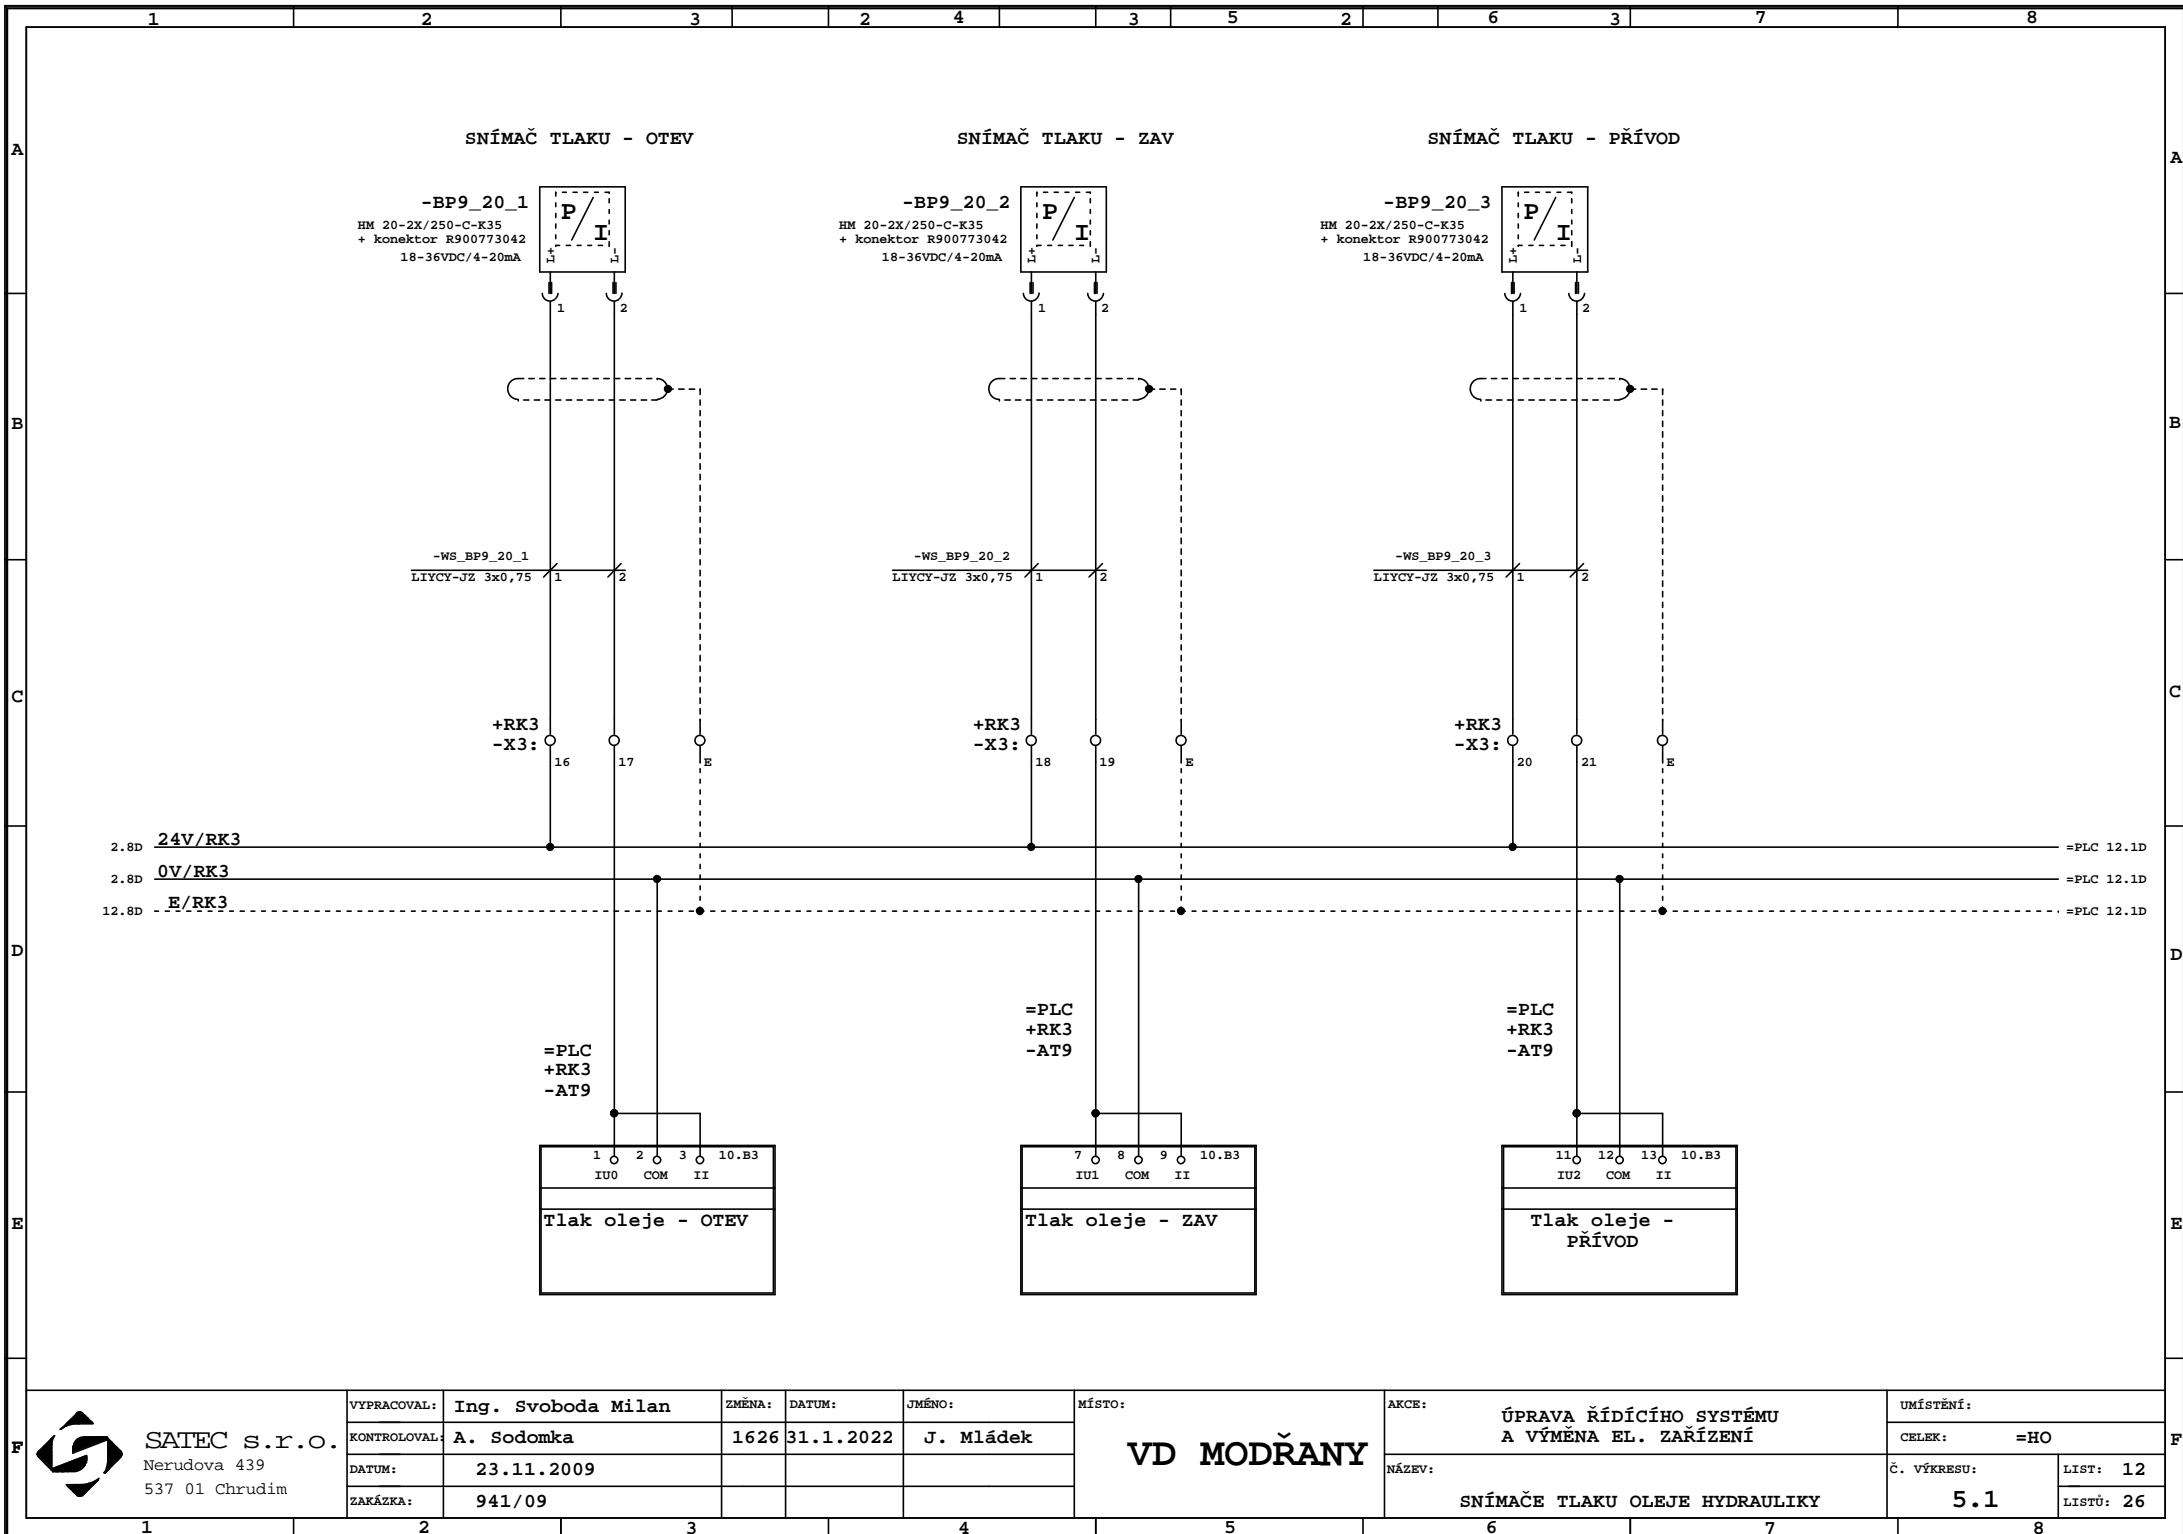 1 2 3 2 4 3 5 2 6 3 7 8
SNÍMAČ TLAKU - OTEV
SNÍMAČ TLAKU - ZAV
SNÍMAČ TLAKU - PŘÍVOD
A A
-BP9_20_1
HM 20-2X/250-C-K35
+ konektor R900773042
18-36VDC/4-20mA
P/I
L+ L-
1 2
-BP9_20_2
HM 20-2X/250-C-K35
+ konektor R900773042
18-36VDC/4-20mA
P/I
L+ L-
1 2
-BP9_20_3
HM 20-2X/250-C-K35
+ konektor R900773042
18-36VDC/4-20mA
P/I
L+ L-
1 2
B B
-WS_BP9_20_1
LIYCY-JZ 3x0,75 1 2
-WS_BP9_20_2
LIYCY-JZ 3x0,75 1 2
-WS_BP9_20_3
LIYCY-JZ 3x0,75 1 2
C C
+RK3
-X3:
16 17 E
+RK3
-X3:
18 19 E
+RK3
-X3:
20 21 E
2.8D 24V/RK3 =PLC 12.1D
2.8D 0V/RK3 =PLC 12.1D
12.8D E/RK3 =PLC 12.1D
D D
=PLC
+RK3
-AT9
=PLC
+RK3
-AT9
=PLC
+RK3
-AT9
1 2 3 10.B3
IU0 COM II
Tlak oleje - OTEV
7 8 9 10.B3
IU1 COM II
Tlak oleje - ZAV
11 12 13 10.B3
IU2 COM II
Tlak oleje -
PŘÍVOD
E E
F F
SATEC s.r.o.
Nerudova 439
537 01 Chrudim
VYPRACOVAL: Ing. Svoboda Milan
KONTROLOVAL: A. Sodomka
DATUM: 23.11.2009
ZAKÁZKA: 941/09
ZMĚNA: DATUM: JMÉNO:
1626 31.1.2022 J. Mládek
MÍSTO:
VD MODŘANY
AKCE:
ÚPRAVA ŘÍDÍCÍHO SYSTÉMU
A VÝMĚNA EL. ZAŘÍZENÍ
NÁZEV:
SNÍMAČE TLAKU OLEJE HYDRAULIKY
UMÍSTĚNÍ:
CELEK: =HO
Č. VÝKRESU:
5.1
LIST: 12
LISTŮ: 26
1 2 3 4 5 6 7 8